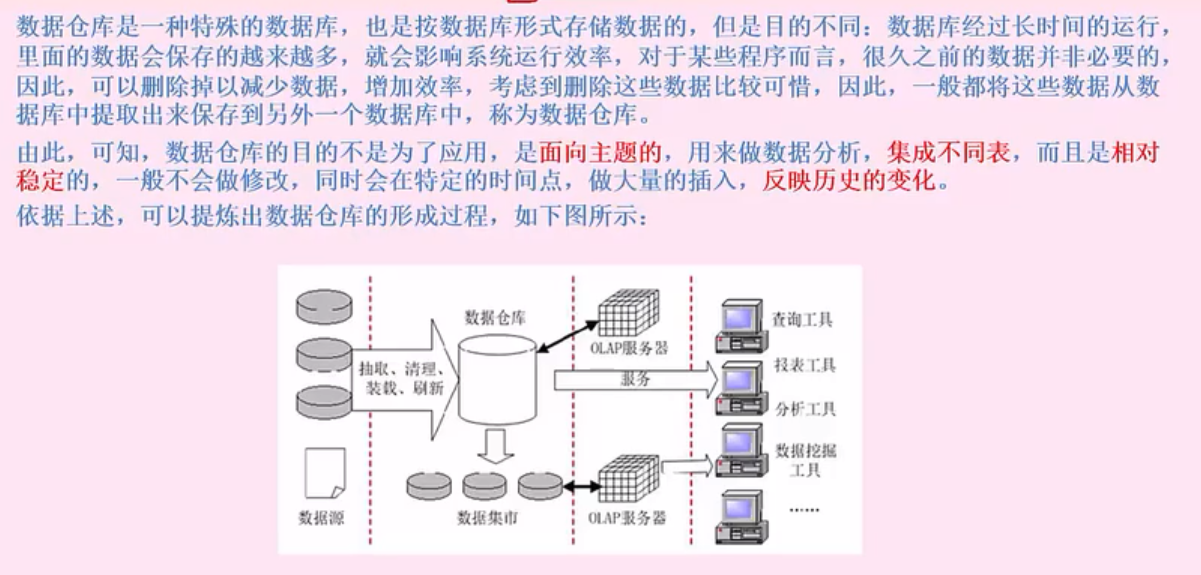 数据仓库是一种特殊的数据库，也是按数据库形式存储数据的，但是目的不同：数据库经过长时间的运行，
里面的数据会保存的越来越多，就会影响系统运行效率，对于某些程序而言，很久之前的数据并非必要的，
因此，可以删除掉以减少数据，增加效率，考虑到删除这些数据比较可惜，因此，一般都将这些数据从数
据库中提取出来保存到另外一个数据库中，称为数据仓库。
由此，可知，数据仓库的目的不是为了应用，是面向主题的，用来做数据分析，集成不同表，而且是相对
稳定的，一般不会做修改，同时会在特定的时间点，做大量的插入，反映历史的变化。
依据上述，可以提炼出数据仓库的形成过程，如下图所示：
数据仓库
OLAP服务器
查询工具
抽取、清理、
装载、刷新
服务
报表工具
分析工具
数据挖掘
工具
数据源
数据集市
OLAP服务器
……